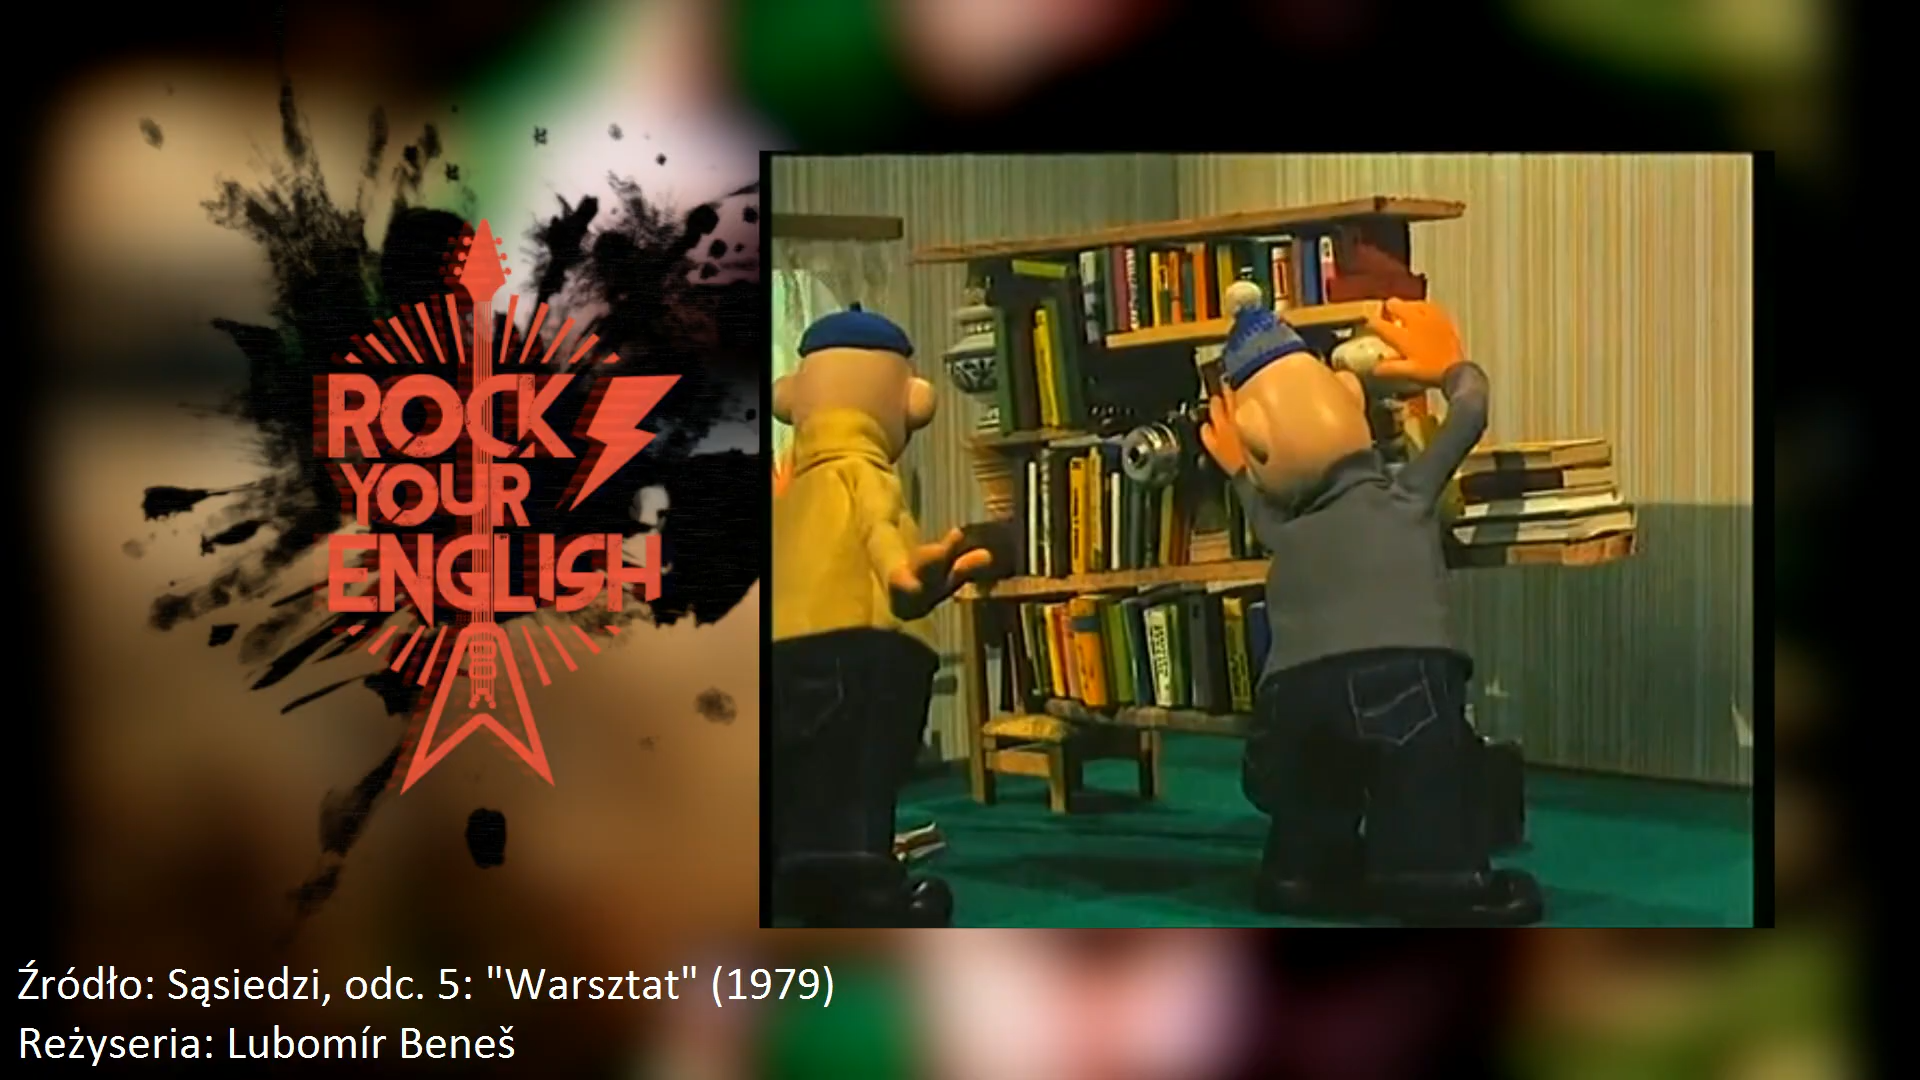 ROCK
YOUR
ENGLISH
Źródło: Sąsiedzi, odc. 5: "Warsztat" (1979)
Reżyseria: Lubomír Beneš